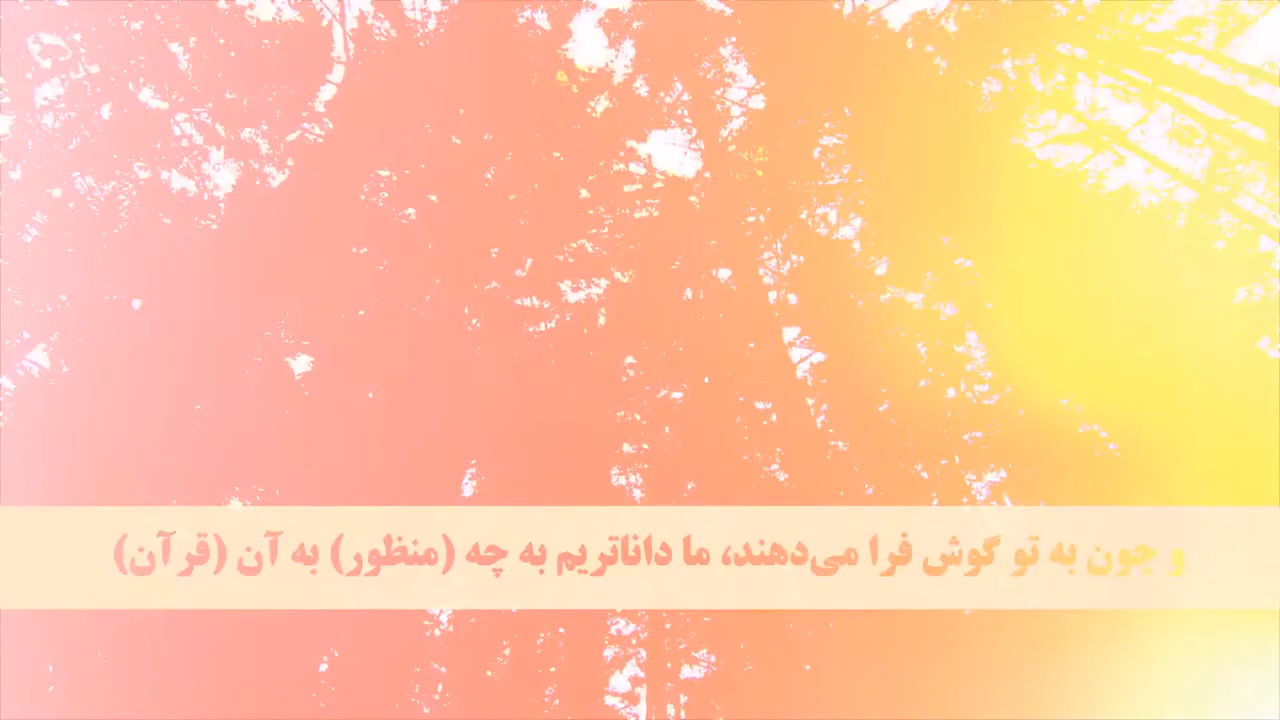 و چون به تو گوش فرا می‌دهند، ما داناتریم به چه (منظور) به آن (قرآن)